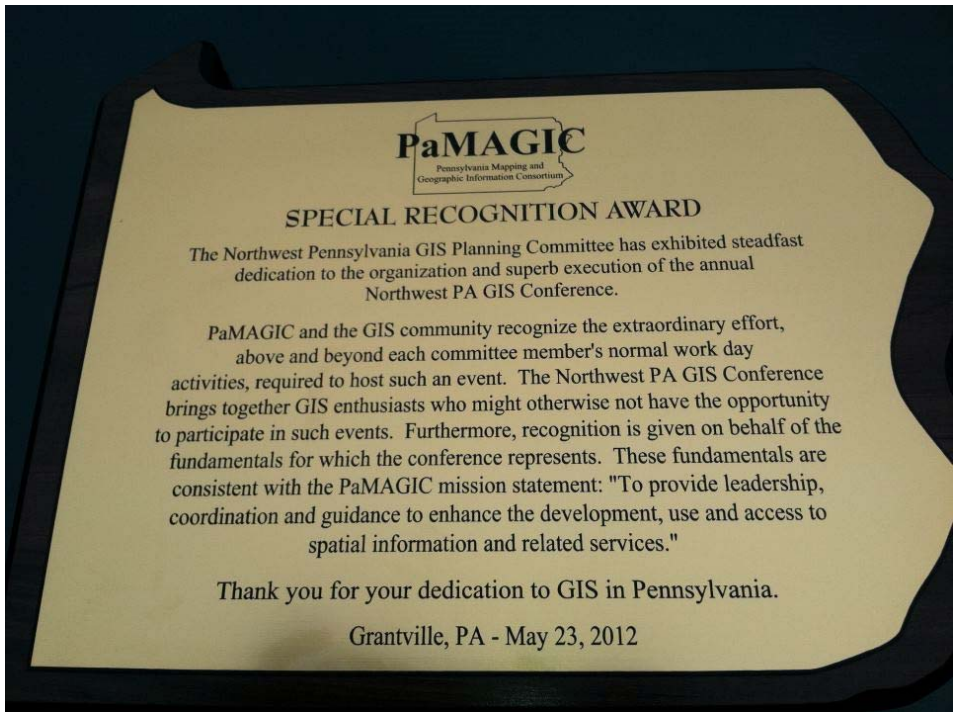 PaMAGIC
Pennsylvania Mapping and
Geographic Information Consortium
SPECIAL RECOGNITION AWARD
The Northwest Pennsylvania GIS Planning Committee has exhibited steadfast
dedication to the organization and superb execution of the annual
Northwest PA GIS Conference.
PaMAGIC and the GIS community recognize the extraordinary effort,
above and beyond each committee member's normal work day
activities, required to host such an event. The Northwest PA GIS Conference
brings together GIS enthusiasts who might otherwise not have the opportunity
to participate in such events. Furthermore, recognition is given on behalf of the
fundamentals for which the conference represents. These fundamentals are
consistent with the PaMAGIC mission statement: "To provide leadership,
coordination and guidance to enhance the development, use and access to
spatial information and related services."
Thank you for your dedication to GIS in Pennsylvania.
Grantville, PA - May 23, 2012